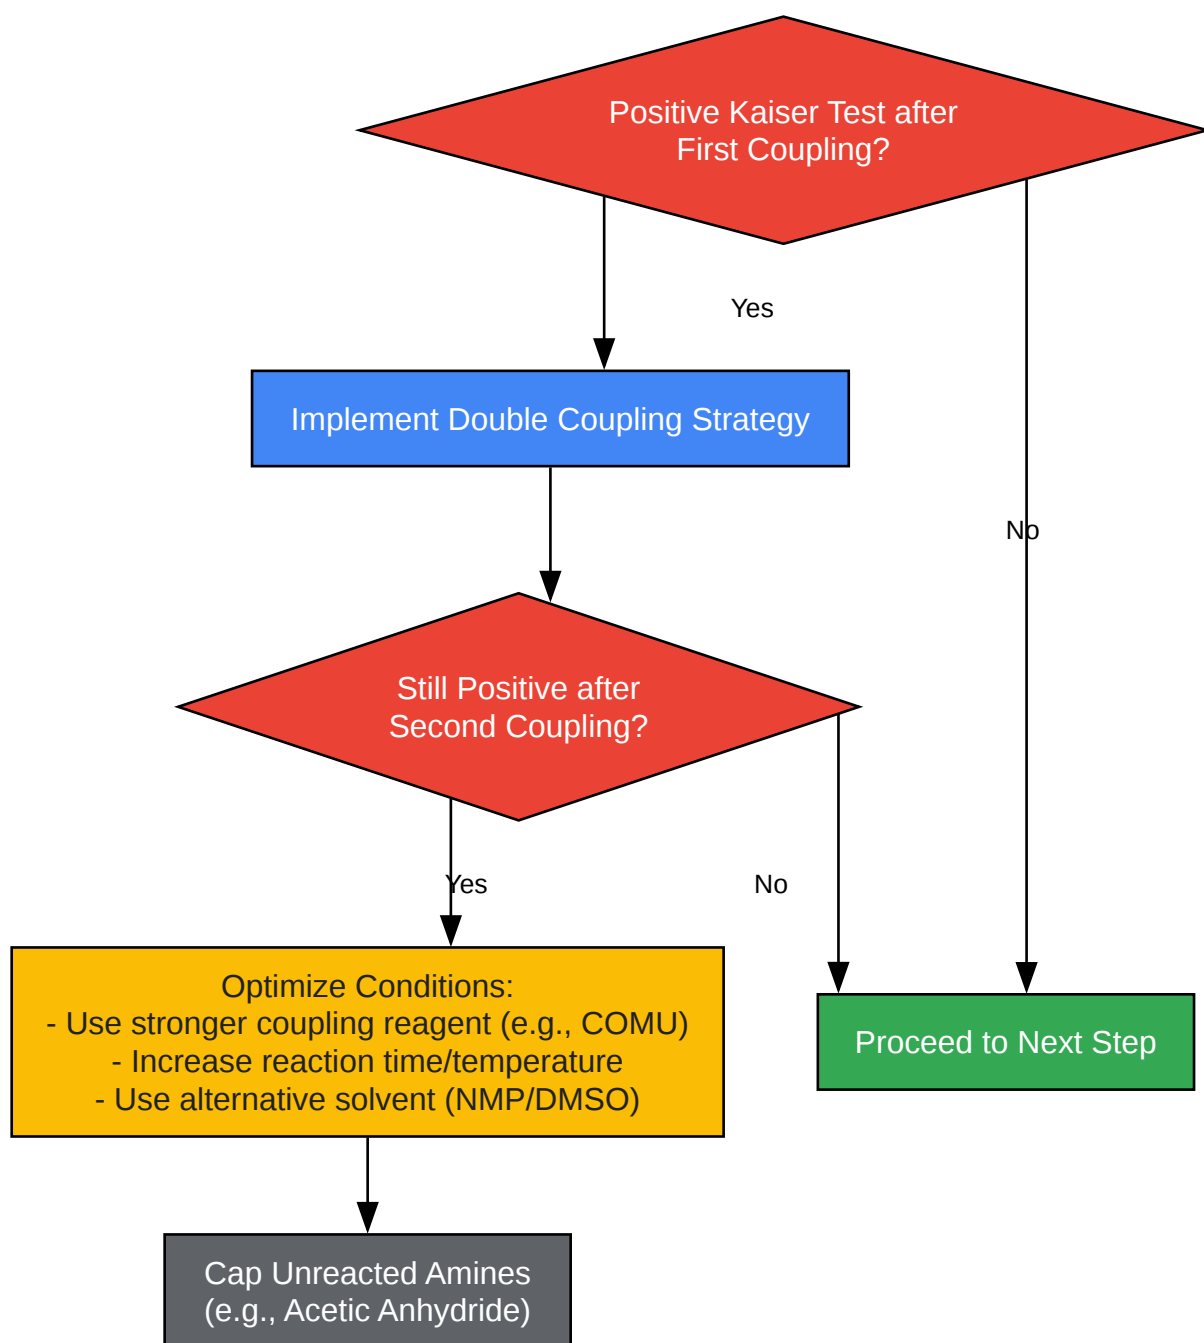 Positive Kaiser Test after
First Coupling?
Yes
Implement Double Coupling Strategy
No
Still Positive after
Second Coupling?
Yes
No
Optimize Conditions:
- Use stronger coupling reagent (e.g., COMU)
- Increase reaction time/temperature
- Use alternative solvent (NMP/DMSO)
Proceed to Next Step
Cap Unreacted Amines
(e.g., Acetic Anhydride)